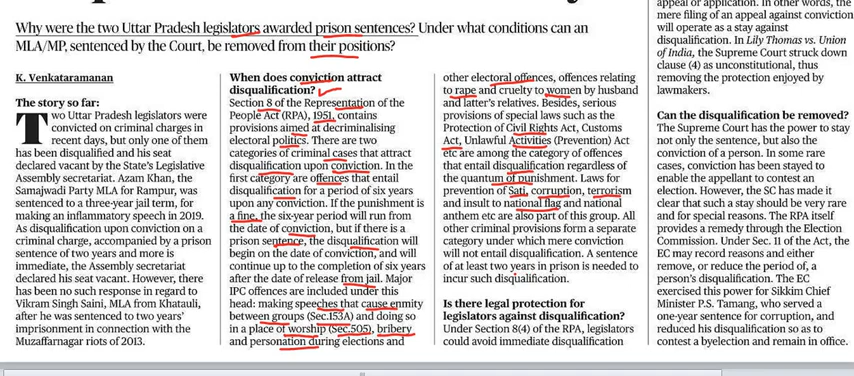 Why were the two Uttar Pradesh legislators awarded prison sentences? Under what conditions can an
MLA/MP, sentenced by the Court, be removed from their positions?
K. Venkataramanan
The story so far:
Two Uttar Pradesh legislators were
convicted on criminal charges in
recent days, but only one of them
has been disqualified and his seat
declared vacant by the State's Legislative
Assembly secretariat. Azam Khan, the
Samajwadi Party MLA for Rampur, was
sentenced to a three-year jail term, for
making an inflammatory speech in 2019.
As disqualification upon conviction on a
criminal charge, accompanied by a prison
sentence of two years and more is
immediate, the Assembly secretariat
declared his seat vacant. However, there
has been no such response in regard to
Vikram Singh Saini, MLA from Khatauli,
after he was sentenced to two years'
imprisonment in connection with the
Muzaffarnagar riots of 2013.
When does conviction attract
disqualification?
Section 8 of the Representation of the
People Act (RPA), 1951, contains
provisions aimed at decriminalising
electoral politics. There are two
categories of criminal cases that attract
disqualification upon conviction. In the
first category are offences that entail
disqualification for a period of six years
upon any conviction. If the punishment is
a fine, the six-year period will run from
the date of conviction, but if there is a
prison sentence, the disqualification will
begin on the date of conviction, and will
continue up to the completion of six years
after the date of release from jail. Major
IPC offences are included under this
head: making speeches that cause enmity
between groups (Sec.153A) and doing so
in a place of worship (Sec.505), bribery
and personation during elections and
other electoral offences, offences relating
to rape and cruelty to women by husband
and latter's relatives. Besides, serious
provisions of special laws such as the
Protection of Civil Rights Act, Customs
Act, Unlawful Activities (Prevention) Act
etc are among the category of offences
that entail disqualification regardless of
the quantum of punishment. Laws for
prevention of Sati, corruption, terrorism
and insult to national flag and national
anthem etc are also part of this group. All
other criminal provisions form a separate
category under which mere conviction
will not entail disqualification. A sentence
of at least two years in prison is needed to
incur such disqualification.
Is there legal protection for
legislators against disqualification?
Under Section 8(4) of the RPA, legislators
could avoid immediate disqualification
appeal or application. In other words, the
mere filing of an appeal against conviction
will operate as a stay against
disqualification. In Lily Thomas vs. Union
of India, the Supreme Court struck down
clause (4) as unconstitutional, thus
removing the protection enjoyed by
lawmakers.
Can the disqualification be removed?
The Supreme Court has the power to stay
not only the sentence, but also the
conviction of a person. In some rare
cases, conviction has been stayed to
enable the appellant to contest an
election. However, the SC has made it
clear that such a stay should be very rare
and for special reasons. The RPA itself
provides a remedy through the Election
Commission. Under Sec. 11 of the Act, the
EC may record reasons and either
remove, or reduce the period of, a
person's disqualification. The EC
exercised this power for Sikkim Chief
Minister P.S. Tamang, who served a
one-year sentence for corruption, and
reduced his disqualification so as to
contest a byelection and remain in office.